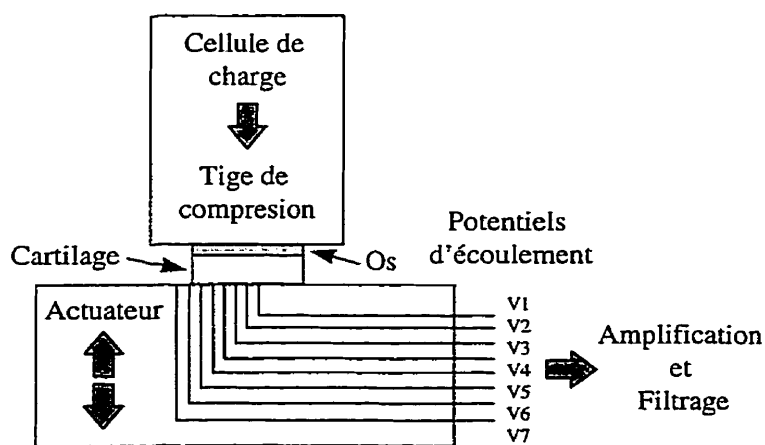 Cellule de
charge
Tige de
compresion
Cartilage
Os
Potentiels
d'écoulement
Actuateur
V1
V2
V3
V4
V5
V6
V7
Amplification
et
Filtrage